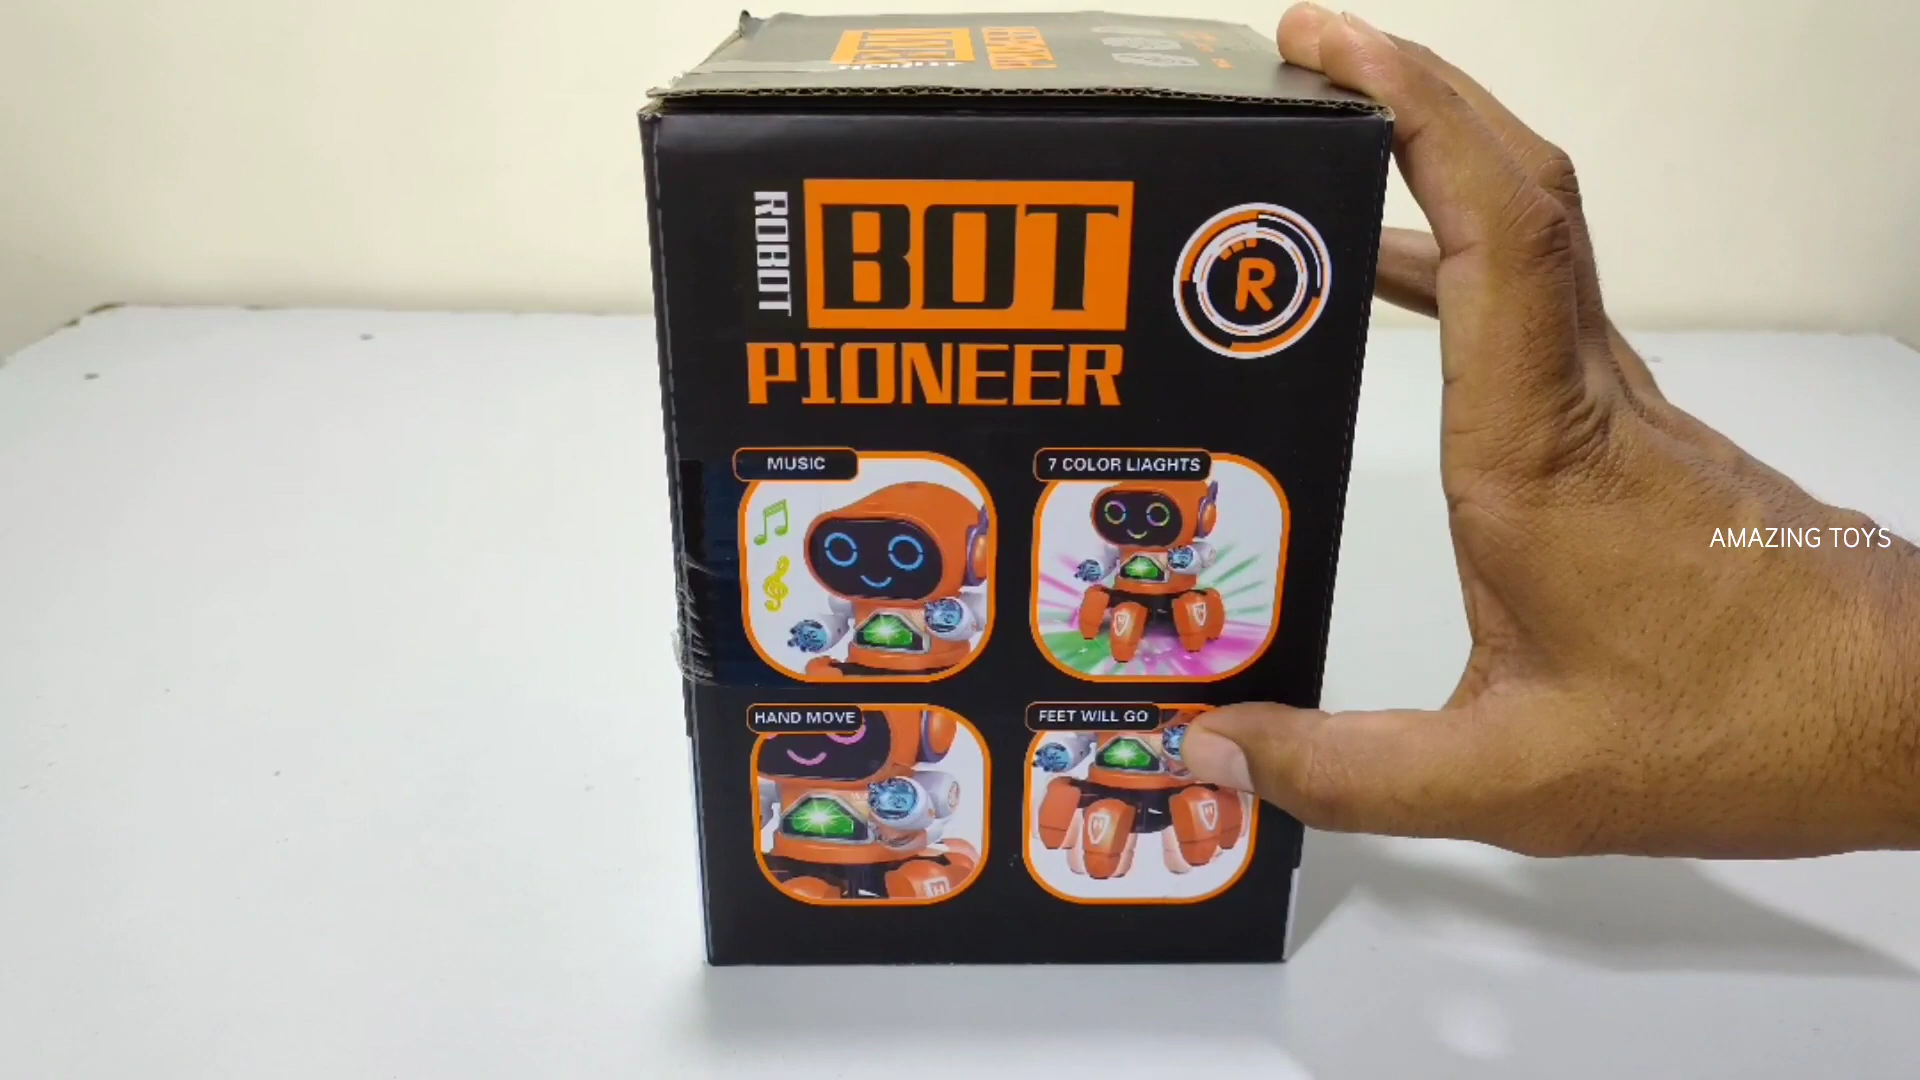 ROBOT
BOT
PIONEER
R
MUSIC
7 COLOR LIAGHTS
HAND MOVE
FEET WILL GO
AMAZING TOYS